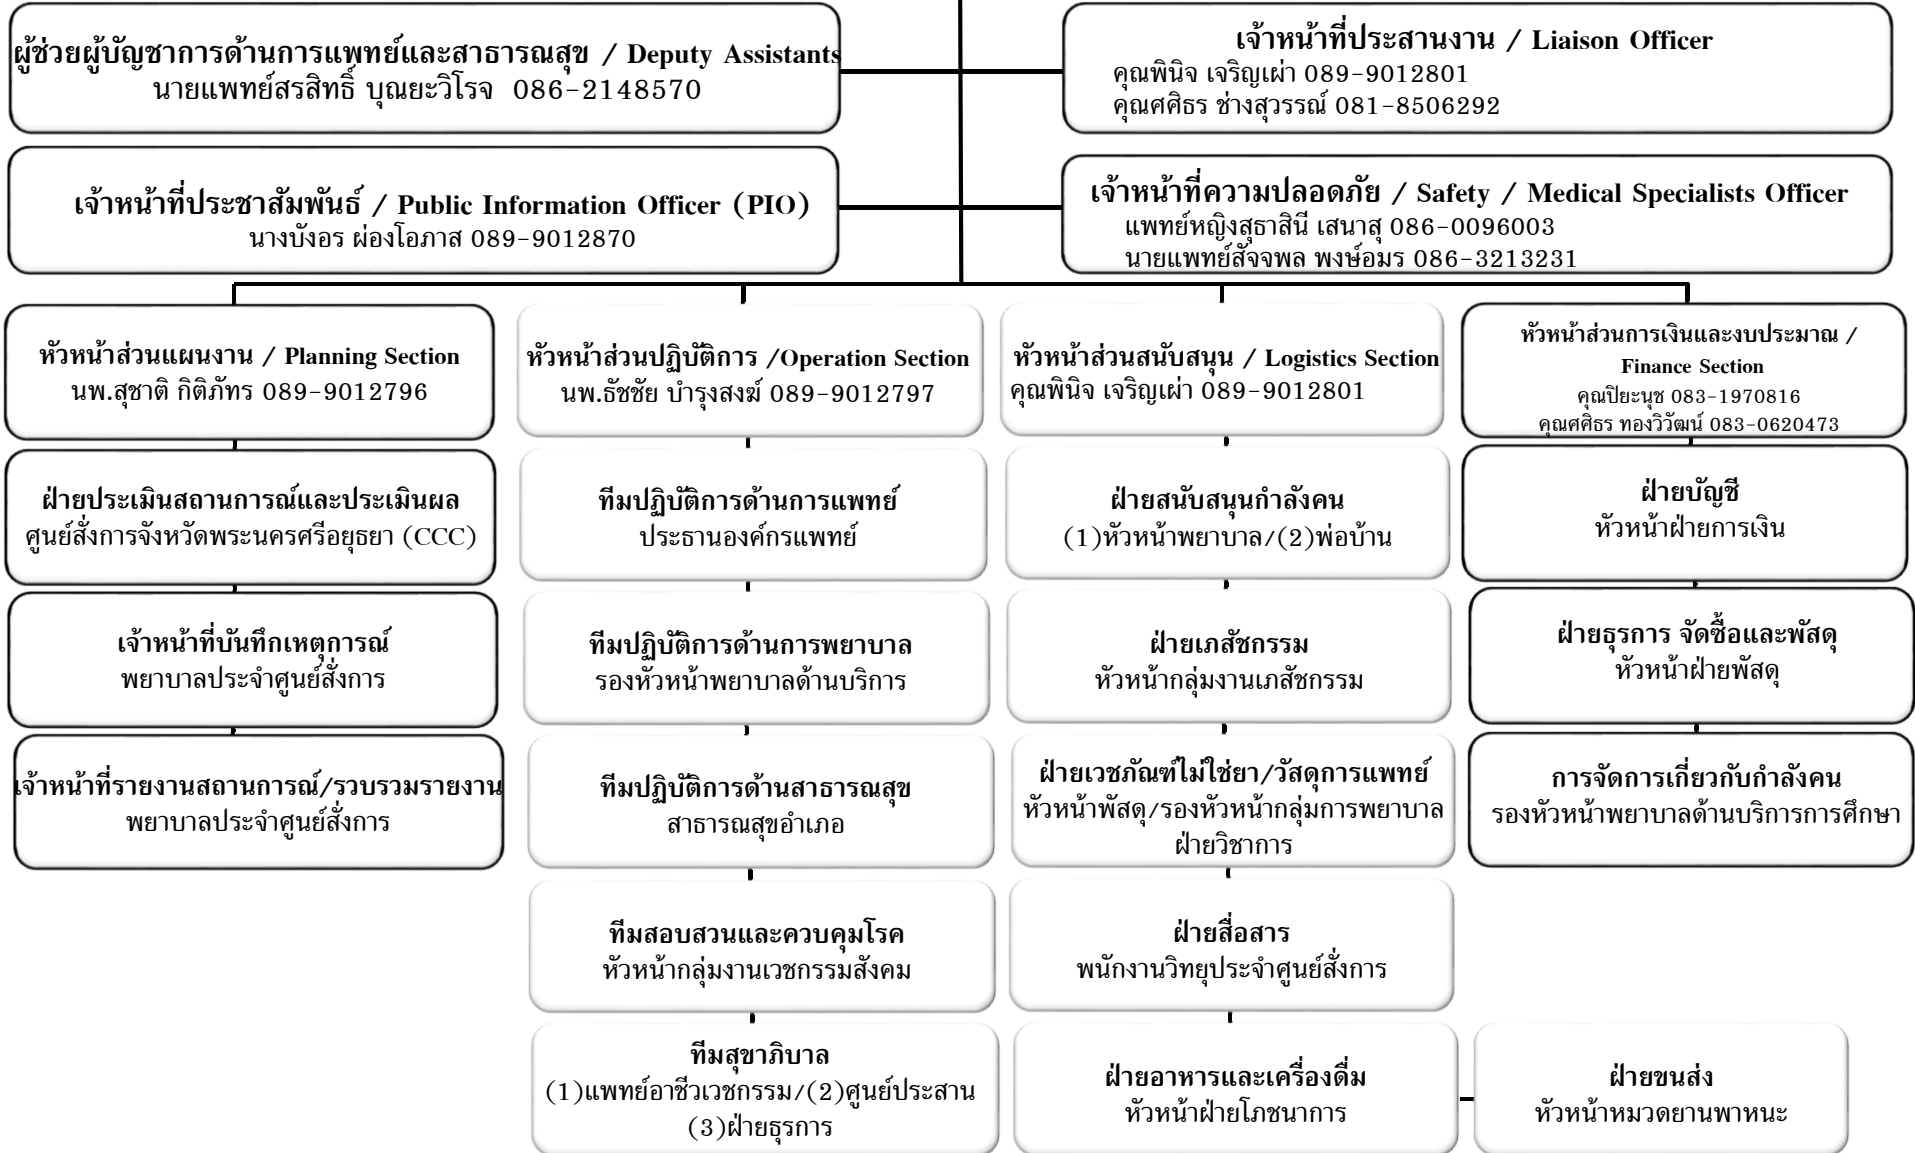 ผู้ช่วยผู้บัญชาการด้านการแพทย์และสาธารณสุข / Deputy Assistants
นายแพทย์สรสิทธิ์ บุณยะวิโรจ 086-2148570
เจ้าหน้าที่ประสานงาน / Liaison Officer
คุณพินิจ เจริญเผ่า 089-9012801
คุณศศิธร ช่างสุวรรณ์ 081-8506292
เจ้าหน้าที่ประชาสัมพันธ์ / Public Information Officer (PIO)
นางบังอร ผ่องโอภาส 089-9012870
เจ้าหน้าที่ความปลอดภัย / Safety / Medical Specialists Officer
แพทย์หญิงสุธาสินี เสนาสุ 086-0096003
นายแพทย์สัจจพล พงษ์อมร 086-3213231
หัวหน้าส่วนแผนงาน / Planning Section
นพ.สุชาติ กิติภัทร 089-9012796
หัวหน้าส่วนปฏิบัติการ /Operation Section
นพ.ธัชชัย บำรุงสงฆ์ 089-9012797
หัวหน้าส่วนสนับสนุน / Logistics Section
คุณพินิจ เจริญเผ่า 089-9012801
หัวหน้าส่วนการเงินและงบประมาณ /
Finance Section
คุณปิยะนุช 083-1970816
คุณศศิธร ทองวิวัฒน์ 083-0620473
ฝ่ายประเมินสถานการณ์และประเมินผล
ศูนย์สั่งการจังหวัดพระนครศรีอยุธยา (CCC)
ทีมปฏิบัติการด้านการแพทย์
ประธานองค์กรแพทย์
ฝ่ายสนับสนุนกำลังคน
(1)หัวหน้าพยาบาล/(2)พ่อบ้าน
ฝ่ายบัญชี
หัวหน้าฝ่ายการเงิน
เจ้าหน้าที่บันทึกเหตุการณ์
พยาบาลประจำศูนย์สั่งการ
ทีมปฏิบัติการด้านการพยาบาล
รองหัวหน้าพยาบาลด้านบริการ
ฝ่ายเภสัชกรรม
หัวหน้ากลุ่มงานเภสัชกรรม
ฝ่ายธุรการ จัดซื้อและพัสดุ
หัวหน้าฝ่ายพัสดุ
เจ้าหน้าที่รายงานสถานการณ์/รวบรวมรายงาน
พยาบาลประจำศูนย์สั่งการ
ทีมปฏิบัติการด้านสาธารณสุข
สาธารณสุขอำเภอ
ฝ่ายเวชภัณฑ์ไม่ใช่ยา/วัสดุการแพทย์
หัวหน้าพัสดุ/รองหัวหน้ากลุ่มการพยาบาล
ฝ่ายวิชาการ
การจัดการเกี่ยวกับกำลังคน
รองหัวหน้าพยาบาลด้านบริการการศึกษา
ทีมสอบสวนและควบคุมโรค
หัวหน้ากลุ่มงานเวชกรรมสังคม
ฝ่ายสื่อสาร
พนักงานวิทยุประจำศูนย์สั่งการ
ทีมสุขาภิบาล
(1)แพทย์อาชีวเวชกรรม/(2)ศูนย์ประสาน
(3)ฝ่ายธุรการ
ฝ่ายอาหารและเครื่องดื่ม
หัวหน้าฝ่ายโภชนาการ
ฝ่ายขนส่ง
หัวหน้าหมวดยานพาหนะ